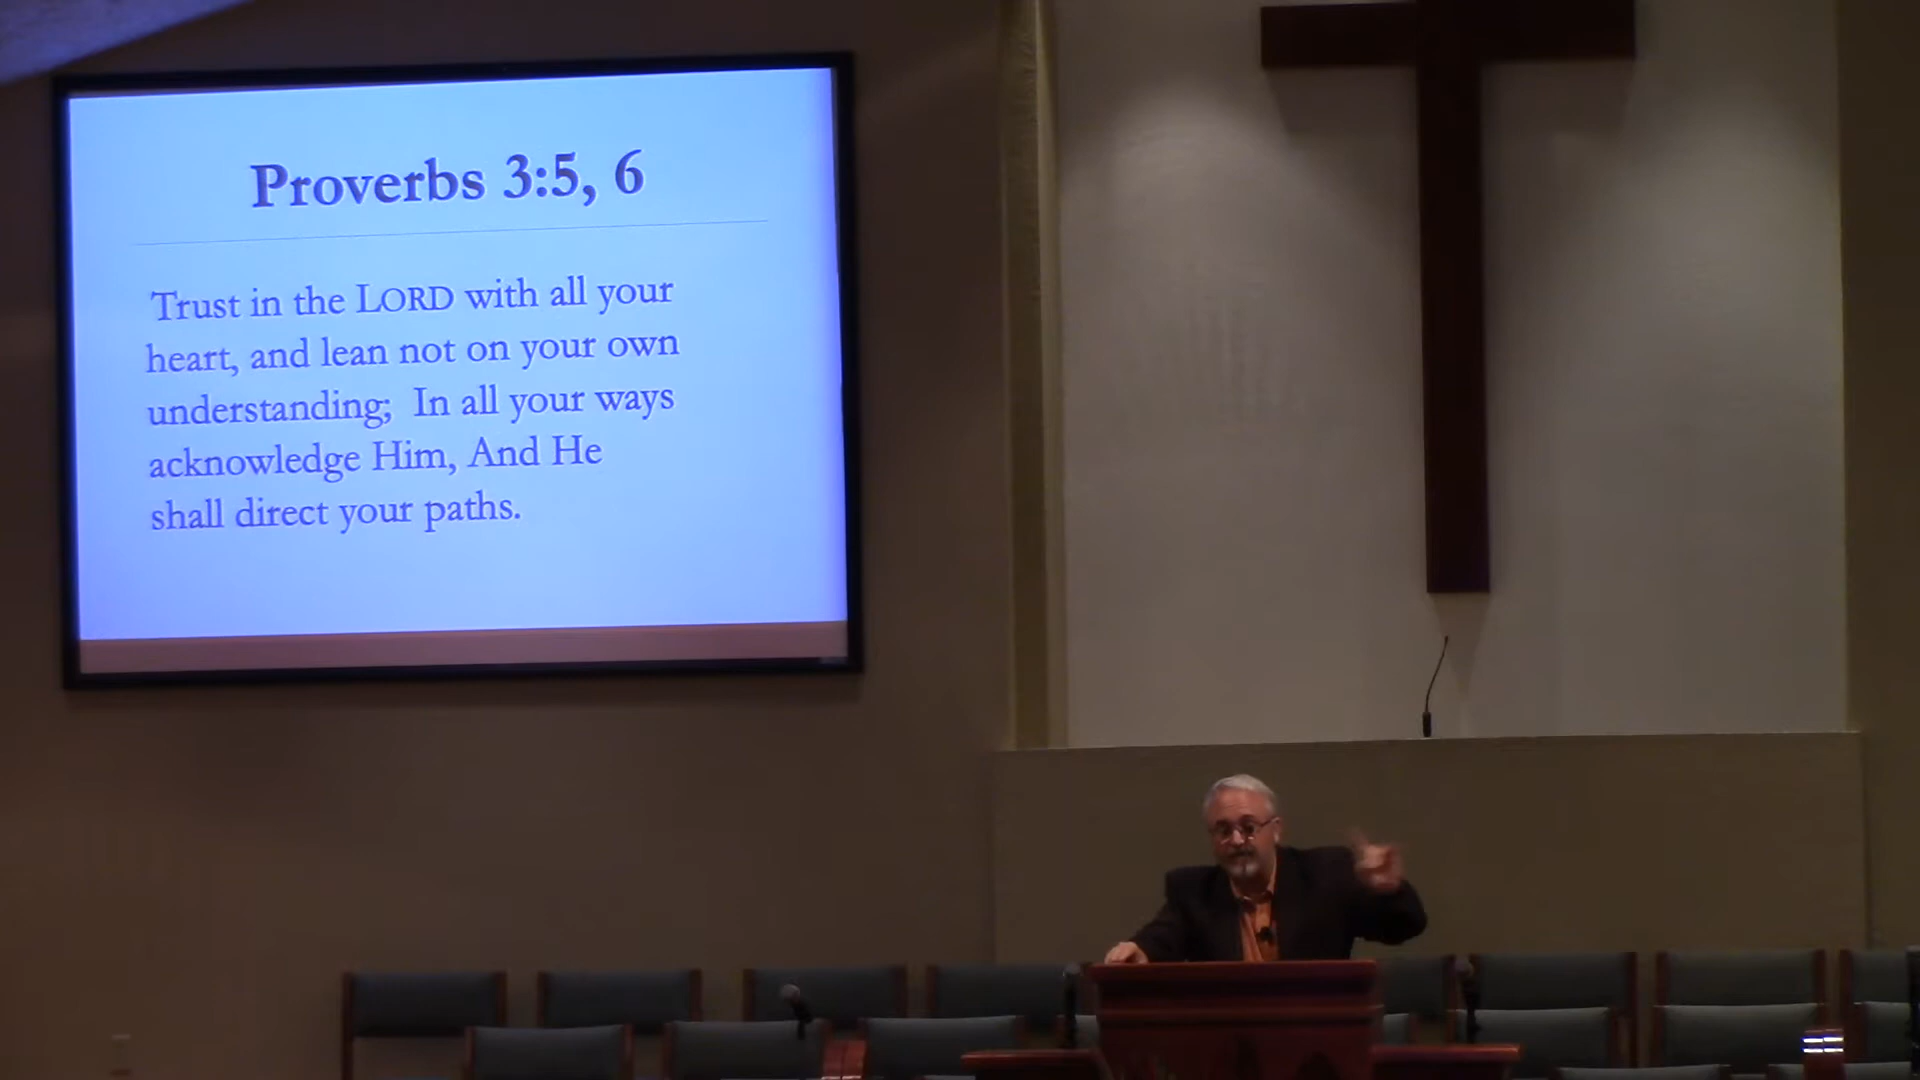 Proverbs 3:5, 6
Trust in the LORD with all your
heart, and lean not on your own
understanding; In all your ways
acknowledge Him, And He
shall direct your paths.